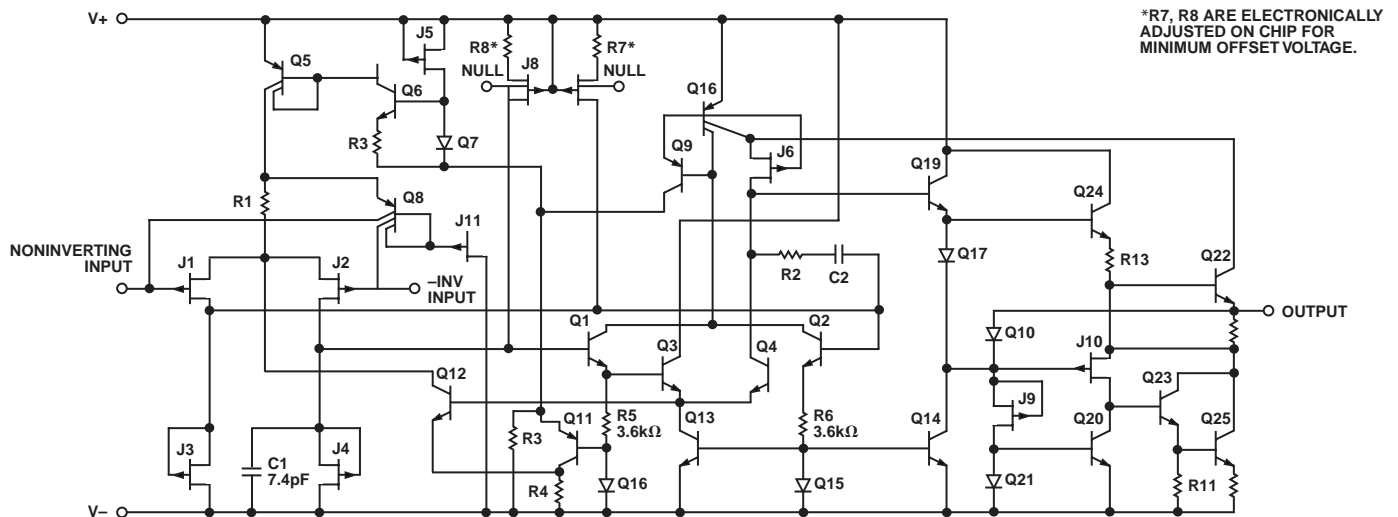 *R7, R8 ARE ELECTRONICALLY
ADJUSTED ON CHIP FOR
MINIMUM OFFSET VOLTAGE.
V+
J5
R8*
R7*
Q5
J8
NULL
NULL
Q6
Q16
R3
Q7
Q9
J6
Q19
Q24
Q8
R1
J11
NONINVERTING
INPUT
J1
J2
–INV
INPUT
Q17
R13
Q22
R2
C2
OUTPUT
Q1
Q3
Q4
Q2
Q10
J10
Q12
Q23
J9
Q11
R5
3.6kΩ
Q13
R6
3.6kΩ
Q14
Q20
Q25
R3
J3
C1
7.4pF
J4
R4
Q16
Q15
Q21
R11
V–